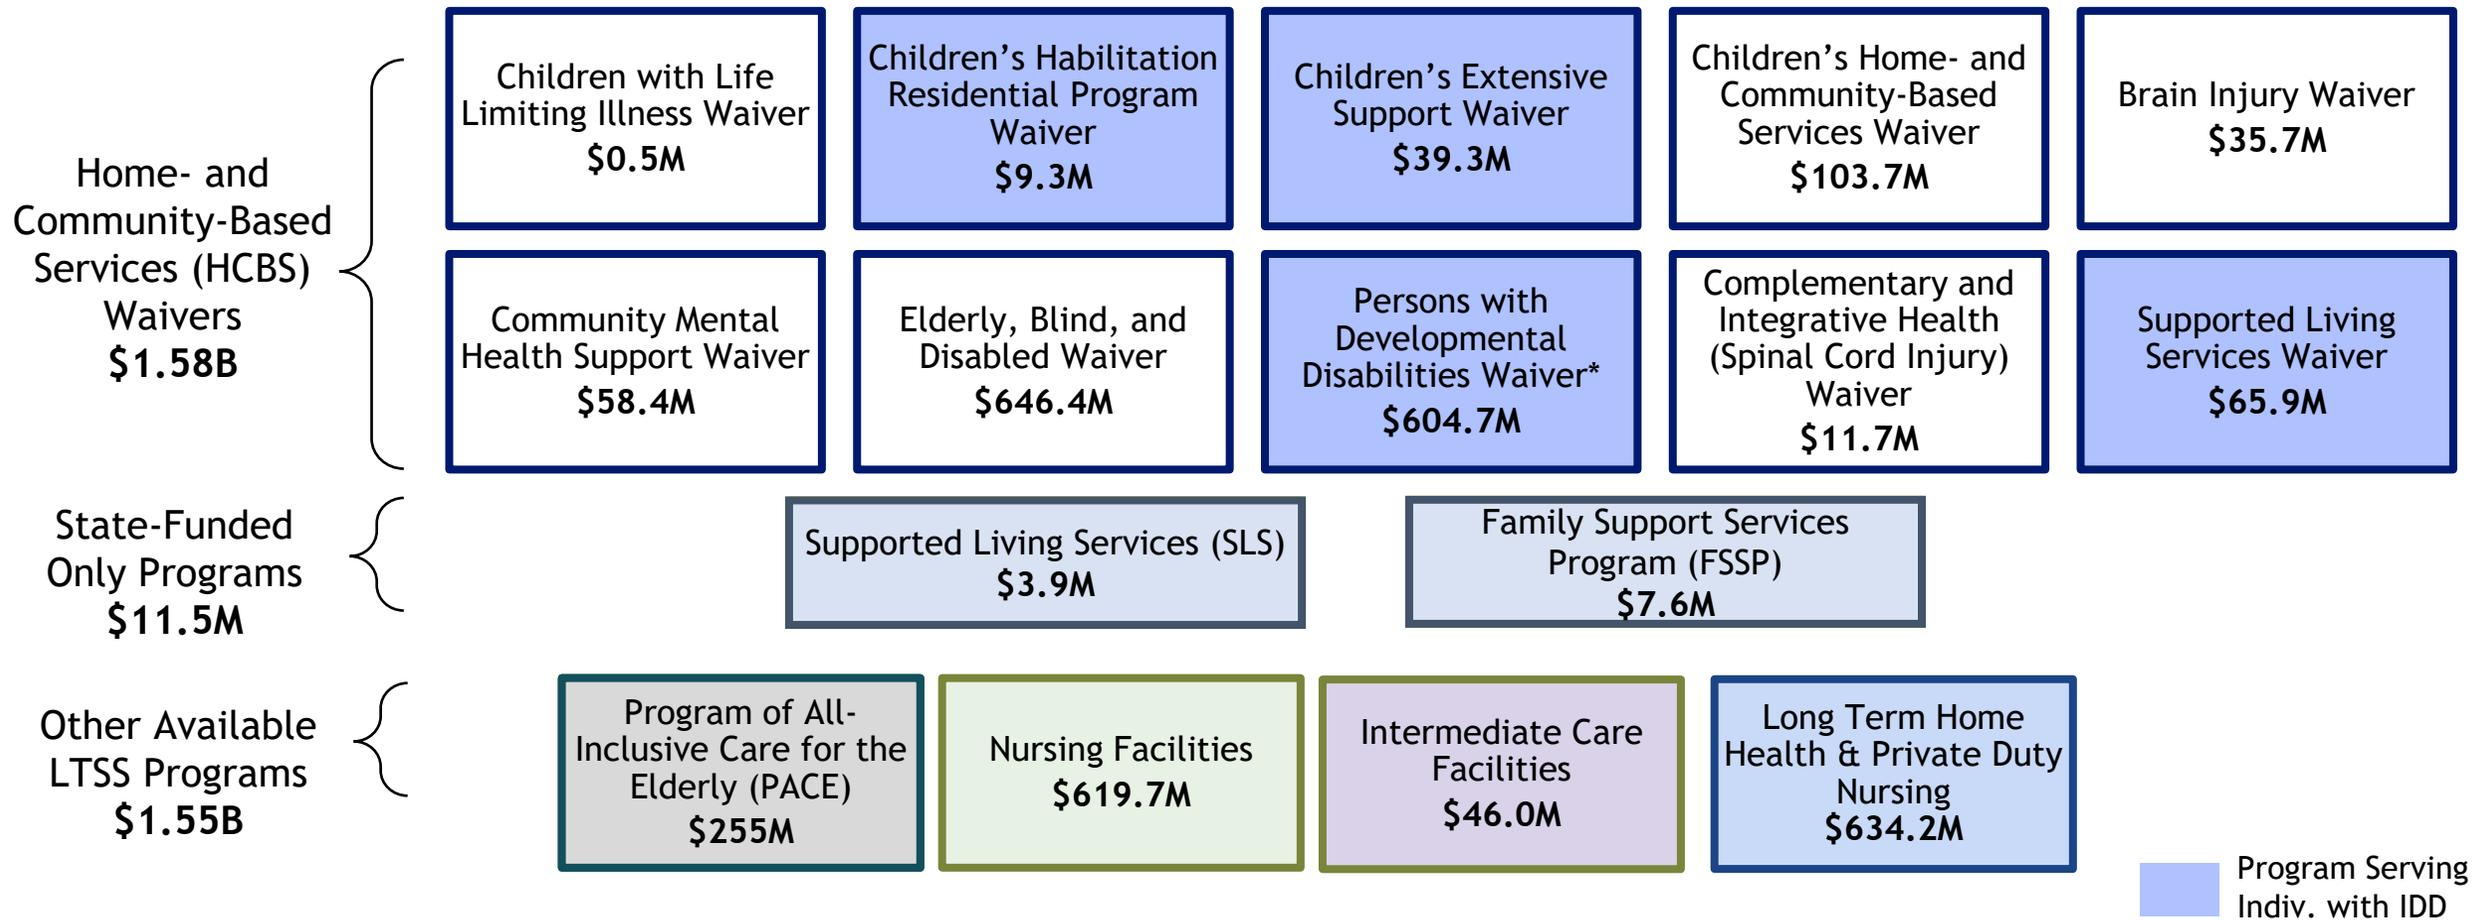 Home- and
Community-Based
Services (HCBS)
Waivers
$1.58B
Children with Life
Limiting Illness Waiver
$0.5M
Children’s Habilitation
Residential Program
Waiver
$9.3M
Children’s Extensive
Support Waiver
$39.3M
Children’s Home- and
Community-Based
Services Waiver
$103.7M
Brain Injury Waiver
$35.7M
Community Mental
Health Support Waiver
$58.4M
Elderly, Blind, and
Disabled Waiver
$646.4M
Persons with
Developmental
Disabilities Waiver*
$604.7M
Complementary and
Integrative Health
(Spinal Cord Injury)
Waiver
$11.7M
Supported Living
Services Waiver
$65.9M
State-Funded
Only Programs
$11.5M
Supported Living Services (SLS)
$3.9M
Family Support Services
Program (FSSP)
$7.6M
Other Available
LTSS Programs
$1.55B
Program of All-
Inclusive Care for the
Elderly (PACE)
$255M
Nursing Facilities
$619.7M
Intermediate Care
Facilities
$46.0M
Long Term Home
Health & Private Duty
Nursing
$634.2M
Program Serving
Indiv. with IDD